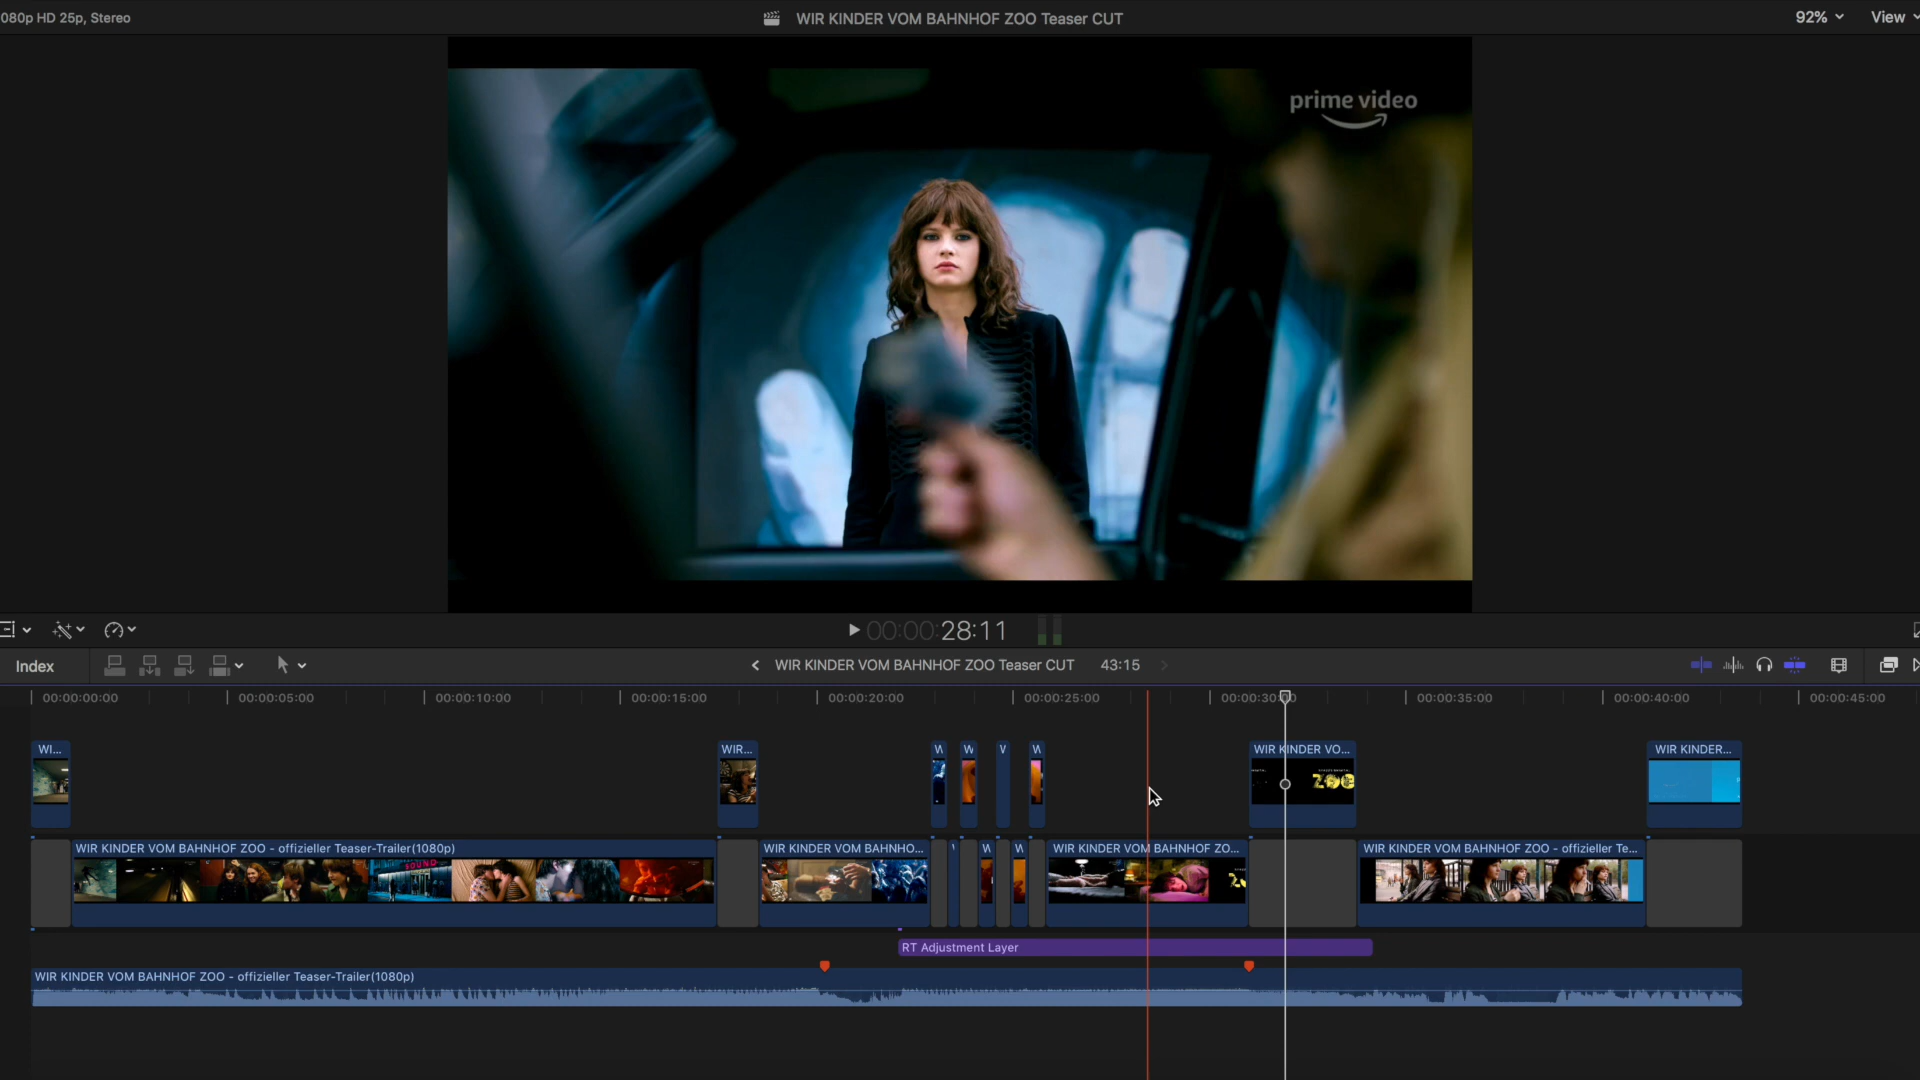 080p HD 25p, Stereo
WIR KINDER VOM BAHNHOF ZOO Teaser CUT
92%
View
prime video
00:00:28:11
Index
WIR KINDER VOM BAHNHOF ZOO Teaser CUT
43:15
00:00:00:00
00:00:05:00
00:00:10:00
00:00:15:00
00:00:20:00
00:00:25:00
00:00:35:00
00:00:40:00
00:00:45:00
WI...
WIR...
W
W
V
W
WIR KINDER VO...
WIR KINDER...
ZOO
WIR KINDER VOM BAHNHOF ZOO - offizieller Teaser-Trailer(1080p)
WIR KINDER VOM BAHNHO...
W
W
WIR KINDER VOM BAHNHOF ZO...
WIR KINDER VOM BAHNHOF ZOO - offizieller Te...
SOUND
RT Adjustment Layer
WIR KINDER VOM BAHNHOF ZOO - offizieller Teaser-Trailer(1080p)